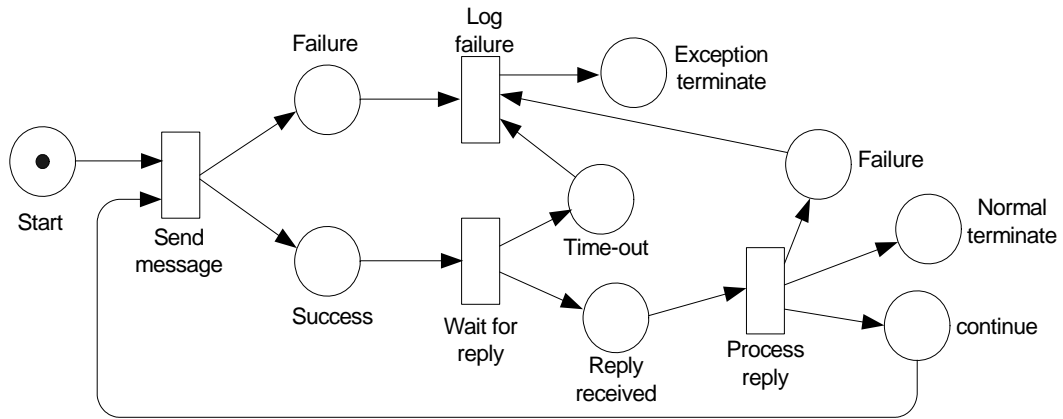 Log
failure
Failure
Exception
terminate
Start
Send
message
Failure
Time-out
Normal
terminate
Success
Wait for
reply
Reply
received
Process
reply
continue